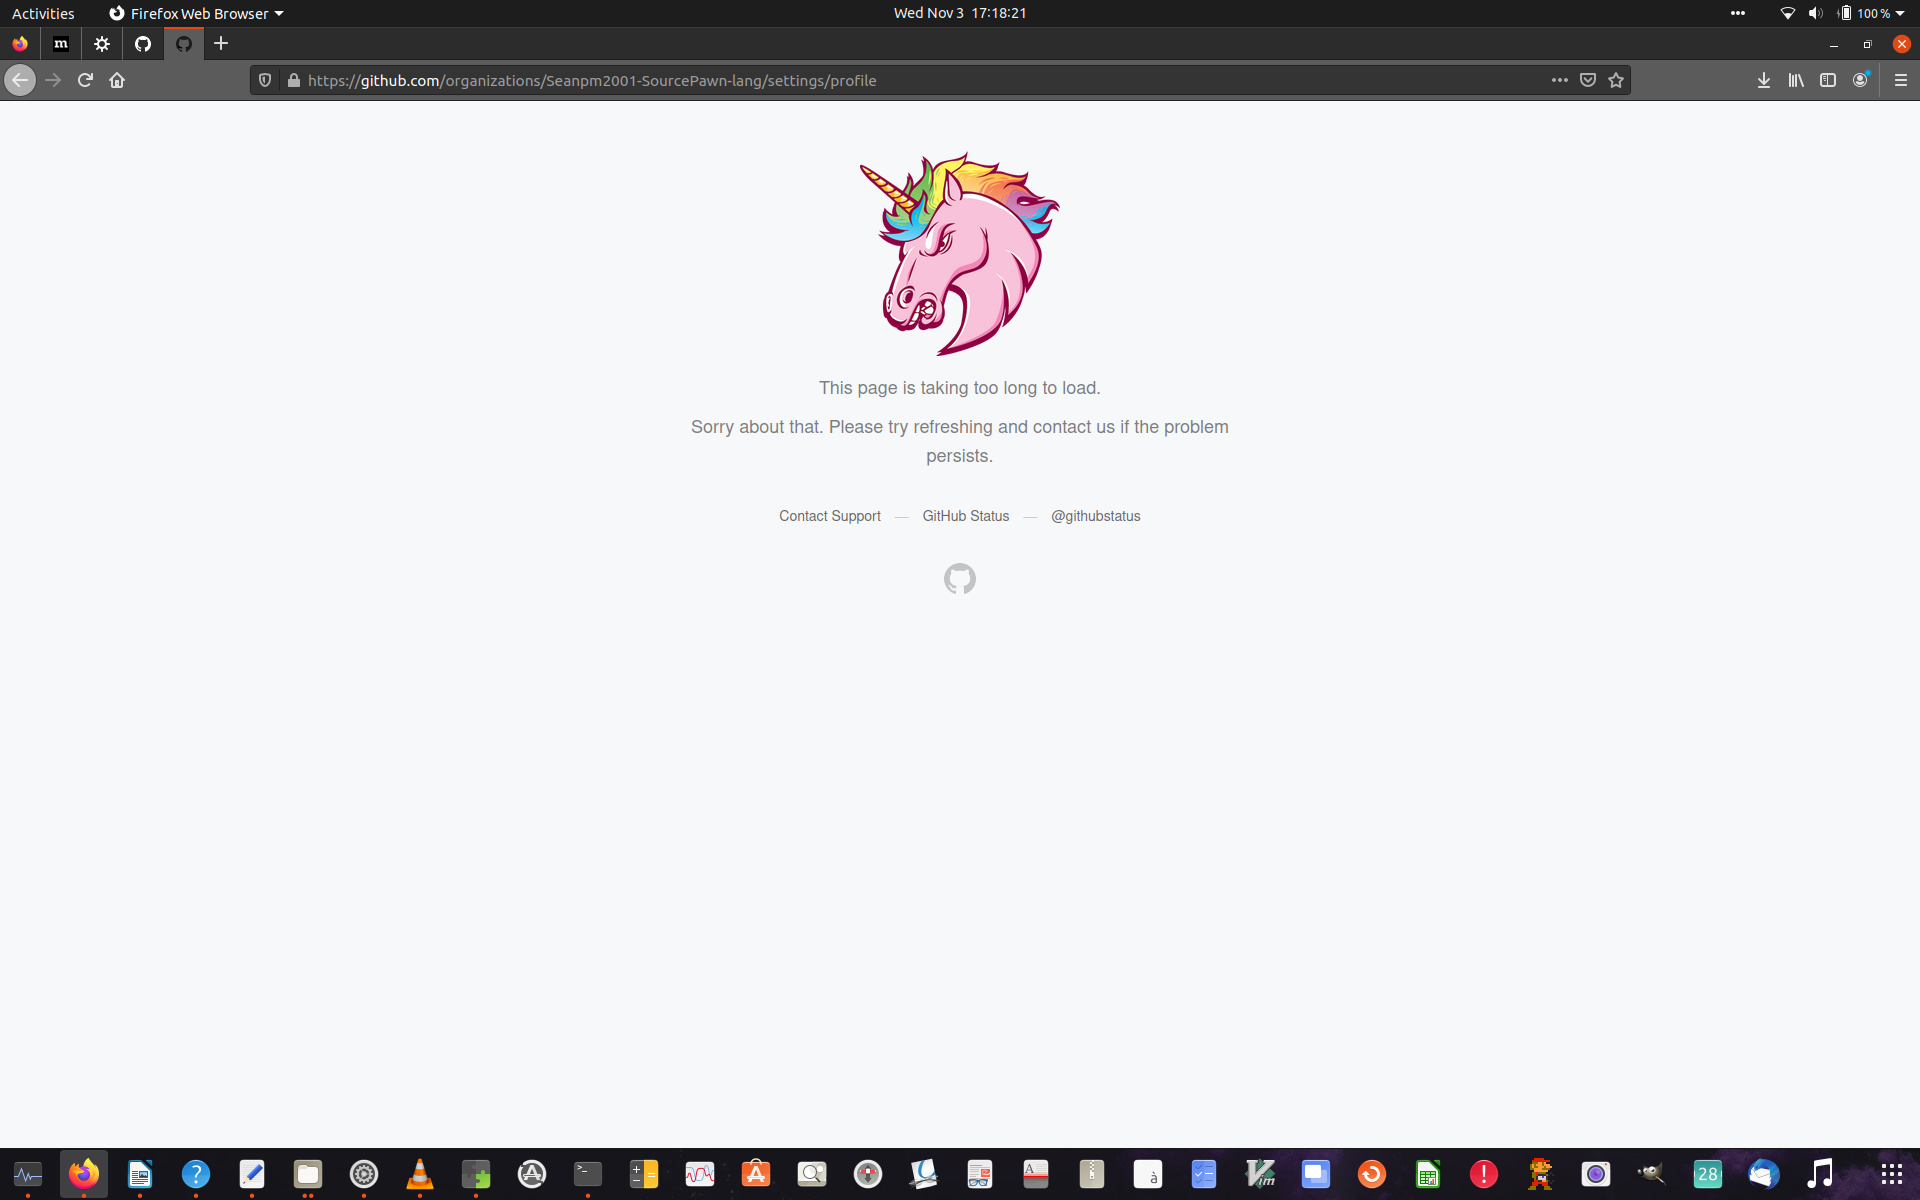 Activities
Firefox Web Browser
Wed Nov 3 17:18:21
100 %
m
https://github.com/organizations/Seanpm2001-SourcePawn-lang/settings/profile
This page is taking too long to load.
Sorry about that. Please try refreshing and contact us if the problem
persists.
Contact Support — GitHub Status — @githubstatus
?
>_
A
à
Vim
!
28